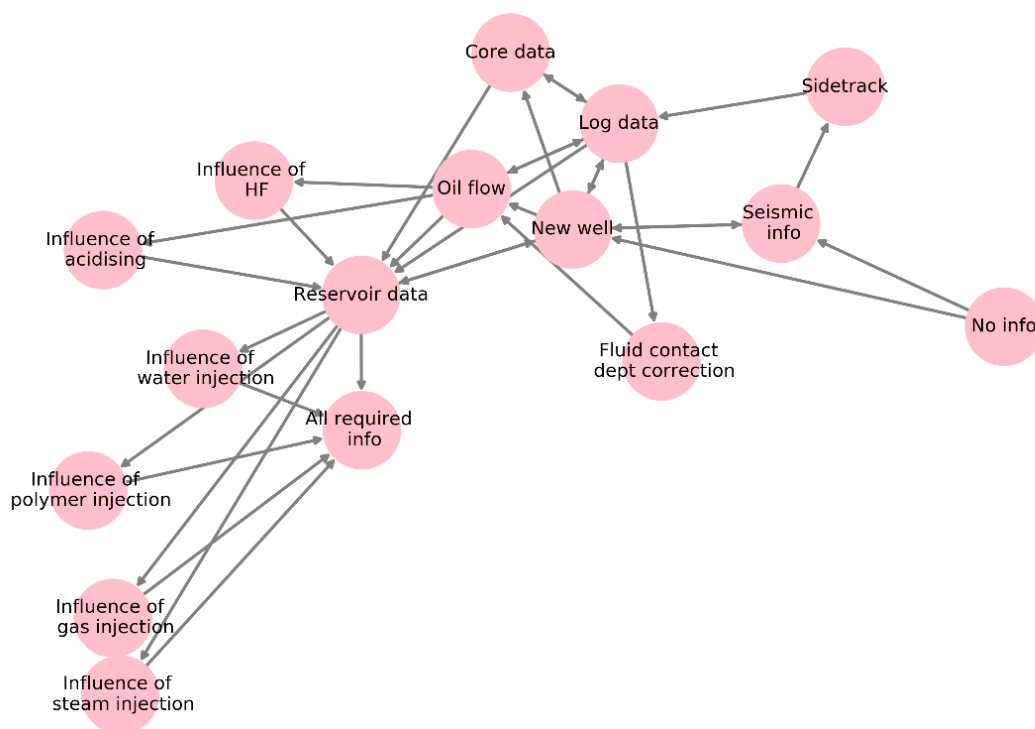 Core data
Sidetrack
Log data
Influence of
HF
Oil flow
Seismic
info
New well
Influence of
acidising
Reservoir data
No info
Fluid contact
dept correction
Influence of
water injection
All required
info
Influence of
polymer injection
Influence of
gas injection
Influence of
steam injection